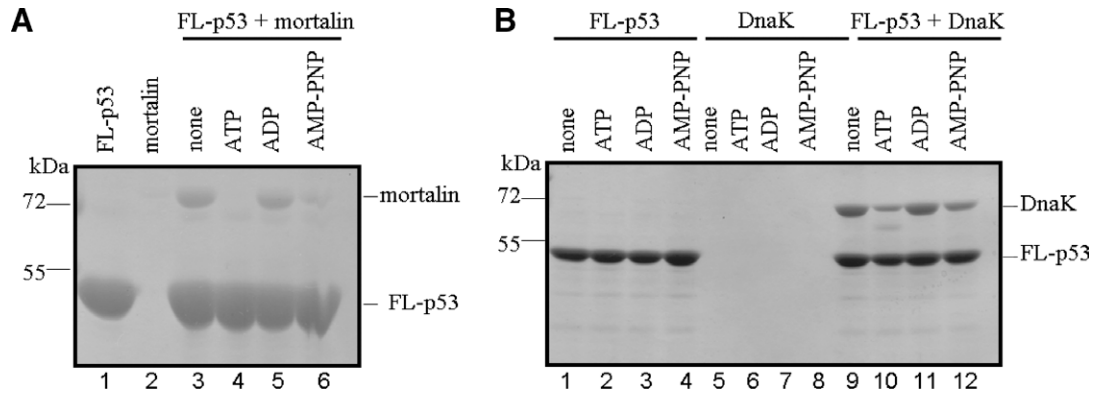 A
FL-p53 + mortalin
FL-p53
mortalin
none
ATP
ADP
AMP-PNP
kDa
72
55
mortalin
FL-p53
1 2 3 4 5 6
B
FL-p53 DnaK FL-p53 + DnaK
none
ATP
ADP
AMP-PNP
none
ATP
ADP
AMP-PNP
none
ATP
ADP
AMP-PNP
kDa
72
55
DnaK
FL-p53
1 2 3 4 5 6 7 8 9 10 11 12